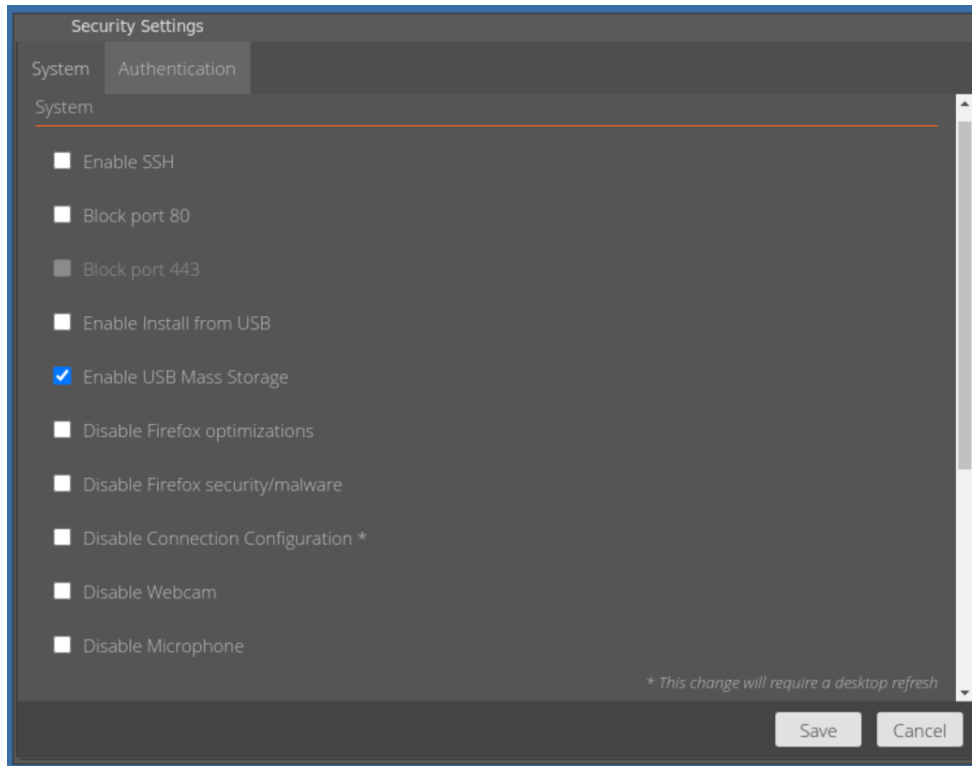 Security Settings
System Authentication
System
Enable SSH
Block port 80
Block port 443
Enable Install from USB
Enable USB Mass Storage
Disable Firefox optimizations
Disable Firefox security/malware
Disable Connection Configuration *
Disable Webcam
Disable Microphone
* This change will require a desktop refresh
Save Cancel